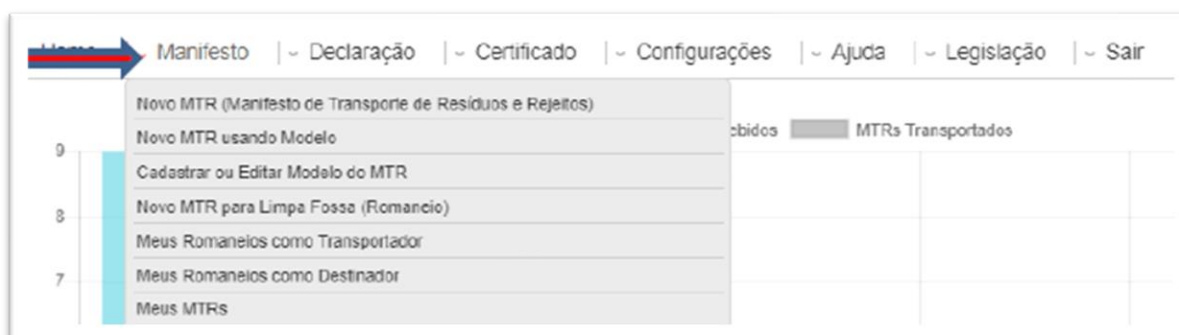 Manifesto Declaração Certificado Configurações Ajuda Legislação Sair
Novo MTR (Manifesto de Transporte de Resíduos e Rejeitos)
Novo MTR usando Modelo
MTRs Transportados
9
Cadastrar ou Editar Modelo do MTR
8
Novo MTR para Limpa Fossa (Romaneio)
Meus Romaneios como Transportador
7
Meus Romaneios como Destinador
Meus MTRs